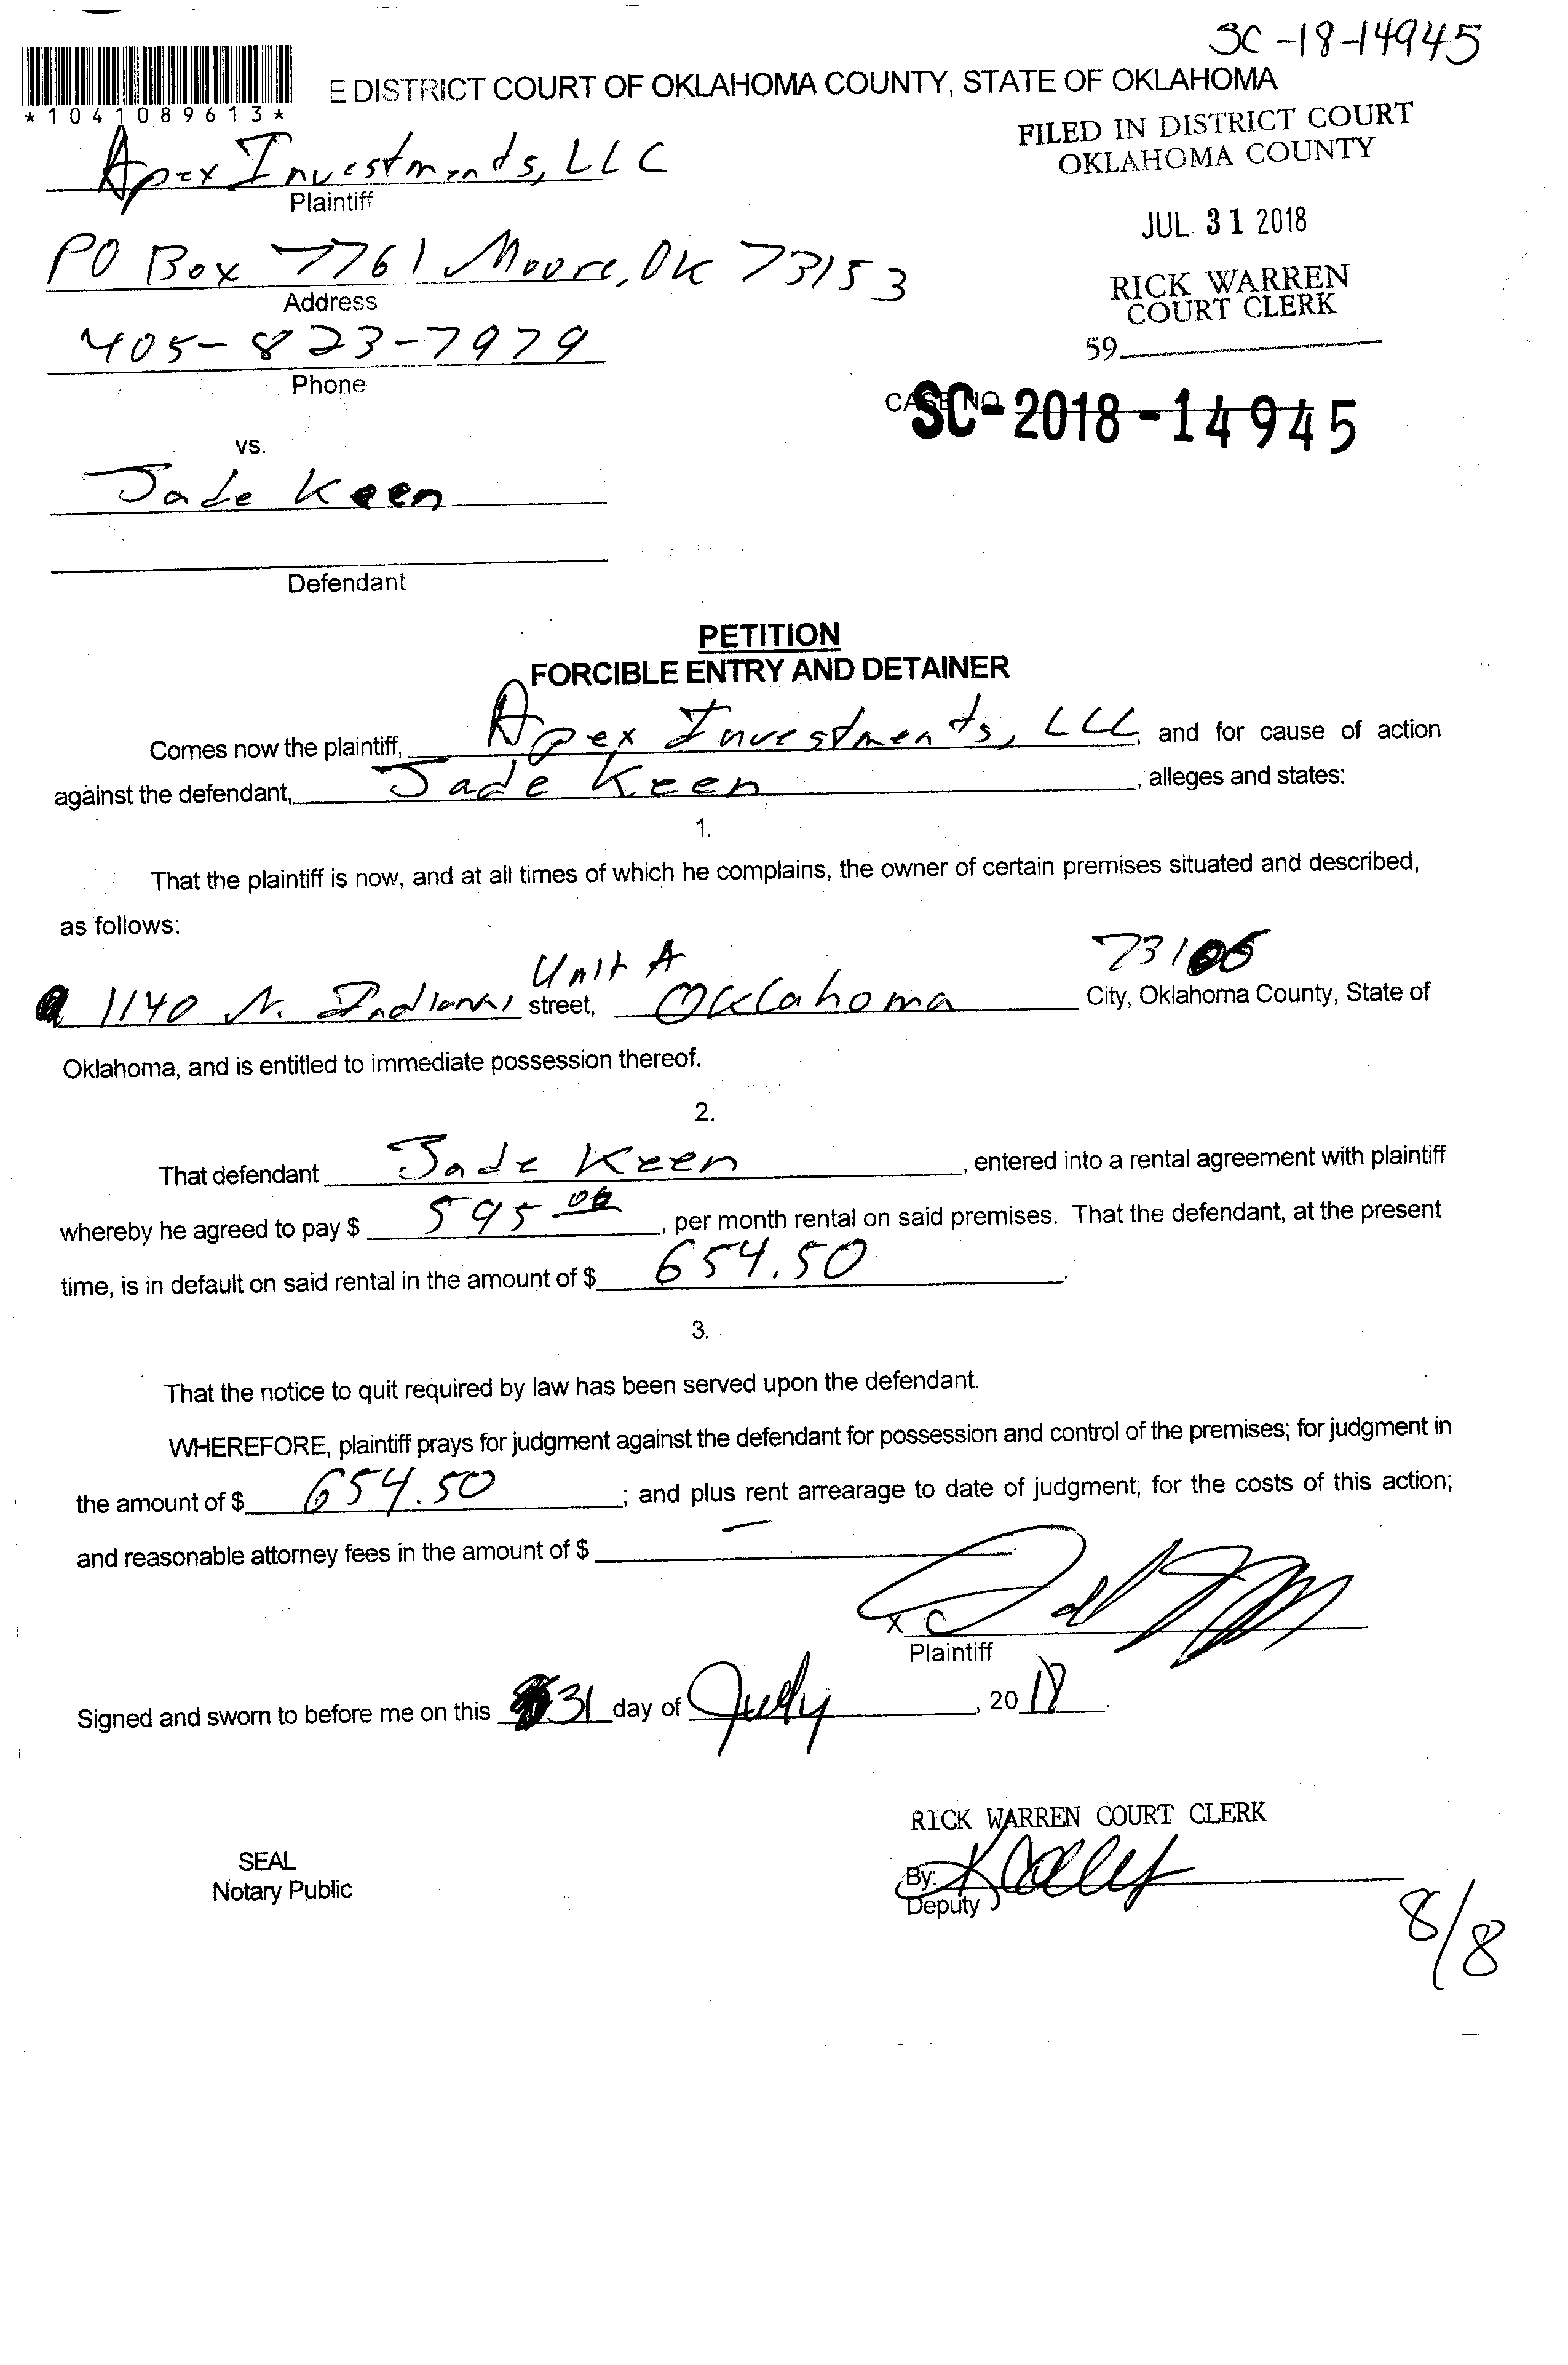 SC-18-14945
E DISTRICT COURT OF OKLAHOMA COUNTY, STATE OF OKLAHOMA
*1041089613*
FILED IN DISTRICT COURT
OKLAHOMA COUNTY
Apex Investments, LLC
Plaintiff
JUL 31 2018
PO Box 7761 Moore, OK 73153
Address
RICK WARREN
COURT CLERK
405-823-7979
Phone
59
CASE NO.
SC-2018-14945
vs.
Jade Keen
Defendant
PETITION
FORCIBLE ENTRY AND DETAINER
Comes now the plaintiff, Apex Investments, LLC, and for cause of action
against the defendant, Jade Keen, alleges and states:
1.
That the plaintiff is now, and at all times of which he complains, the owner of certain premises situated and described,
as follows:
Unit A 73106
1140 N. Indiana street, Oklahoma City, Oklahoma County, State of
Oklahoma, and is entitled to immediate possession thereof.
2.
That defendant Jade Keen, entered into a rental agreement with plaintiff
whereby he agreed to pay $ 595 00, per month rental on said premises. That the defendant, at the present
time, is in default on said rental in the amount of $ 654.50.
3.
That the notice to quit required by law has been served upon the defendant.
WHEREFORE, plaintiff prays for judgment against the defendant for possession and control of the premises; for judgment in
the amount of $ 654.50; and plus rent arrearage to date of judgment; for the costs of this action;
and reasonable attorney fees in the amount of $ —.
X
Plaintiff
Signed and sworn to before me on this 31 day of July, 2018.
RICK WARREN COURT CLERK
SEAL
Notary Public
By:
Deputy
8/8